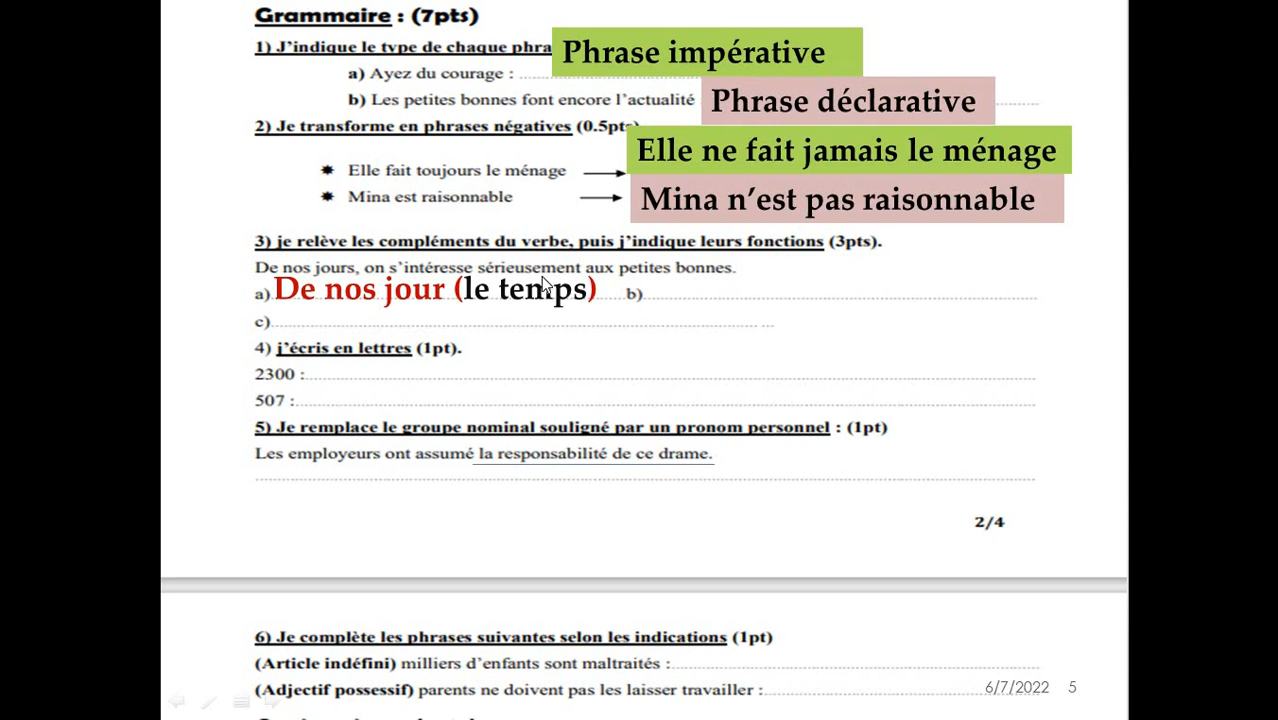 Grammaire : (7pts)
1) J'indique le type de chaque phra
Phrase impérative
a) Ayez du courage :
b) Les petites bonnes font encore l'actualité
Phrase déclarative
2) Je transforme en phrases négatives (0.5pts)
Elle ne fait jamais le ménage
Elle fait toujours le ménage
Mina est raisonnable
Mina n'est pas raisonnable
3) je relève les compléments du verbe, puis j'indique leurs fonctions (3pts).
De nos jours, on s'intéresse sérieusement aux petites bonnes.
a) De nos jour (le temps) b)
c)
4) j'écris en lettres (1pt).
2300 :
507 :
5) Je remplace le groupe nominal souligné par un pronom personnel : (1pt)
Les employeurs ont assumé la responsabilité de ce drame.
2/4
6) Je complète les phrases suivantes selon les indications (1pt)
(Article indéfini) milliers d'enfants sont maltraités :
(Adjectif possessif) parents ne doivent pas les laisser travailler :
6/7/2022 5